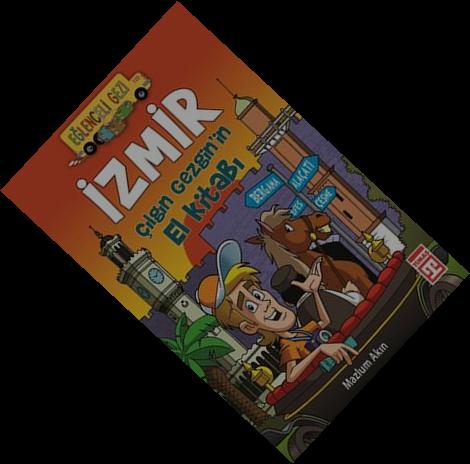 EĞLENCELİ GEZİ
İZMİR
Çılgın Gezgin'in
El Kitabı
BERGAMA
ALAÇATI
EFES
ÇEŞME
Mazlum Akın